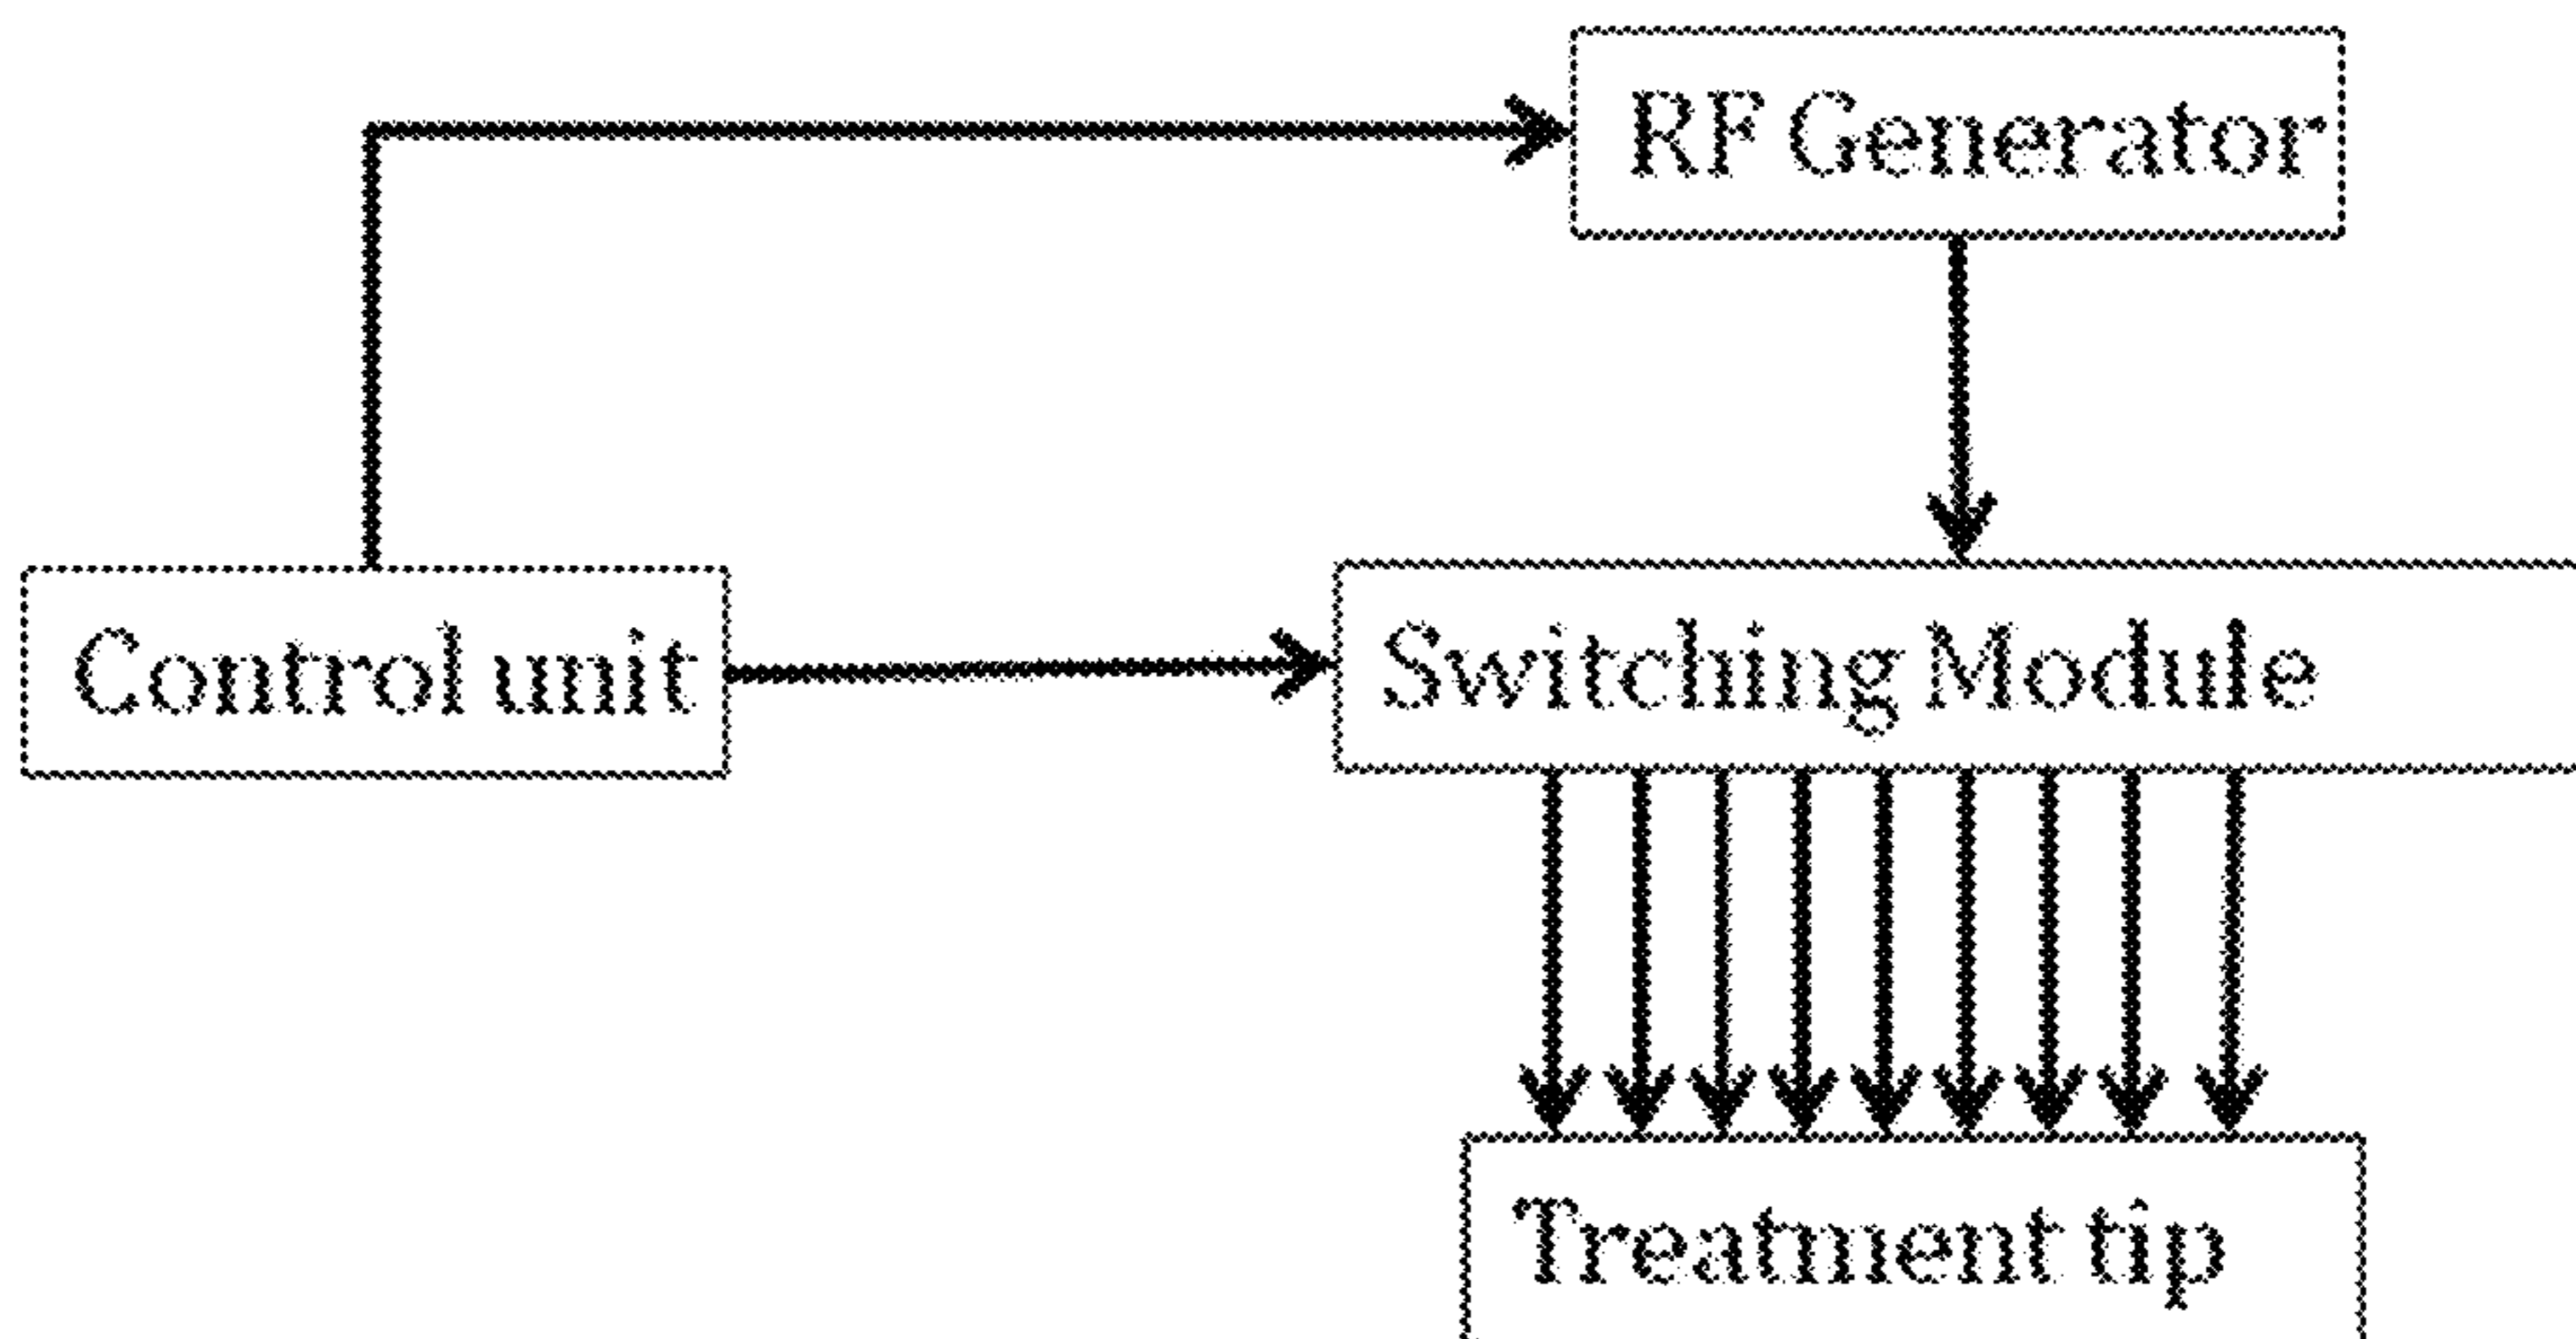 RF Generator
Control unit
Switching Module
Treatment tip